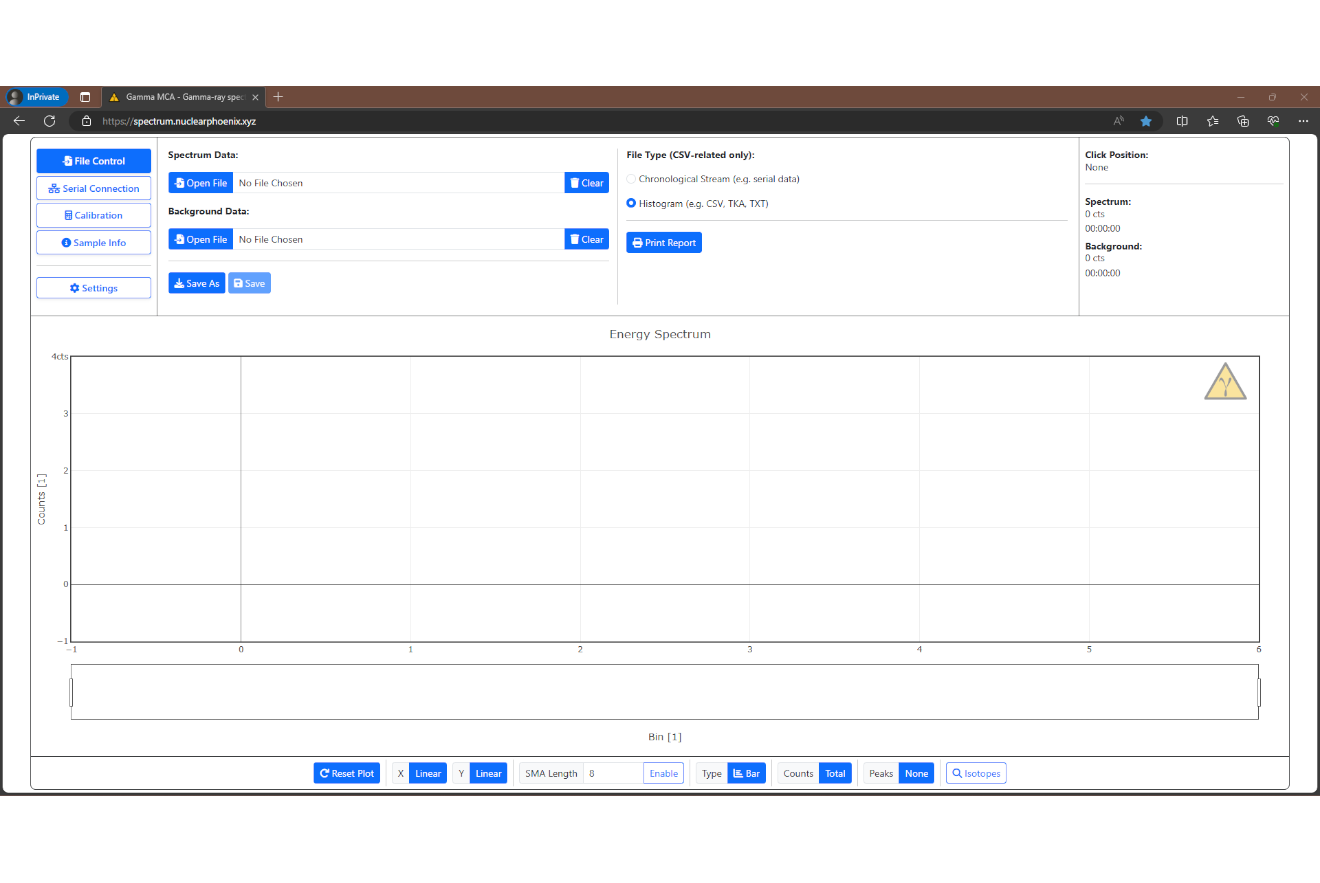 InPrivate
Gamma MCA - Gamma-ray spec
https://spectrum.nuclearphoenix.xyz
File Control
Serial Connection
Calibration
Sample Info
Settings
Spectrum Data:
Open File No File Chosen Clear
Background Data:
Open File No File Chosen Clear
Save As Save
File Type (CSV-related only):
Chronological Stream (e.g. serial data)
Histogram (e.g. CSV, TKA, TXT)
Print Report
Click Position:
None
Spectrum:
0 cts
00:00:00
Background:
0 cts
00:00:00
Energy Spectrum
4cts
3
2
1
0
−1
Counts [1]
γ
−1 0 1 2 3 4 5 6
Bin [1]
Reset Plot X Linear Y Linear SMA Length 8 Enable Type Bar Counts Total Peaks None Isotopes